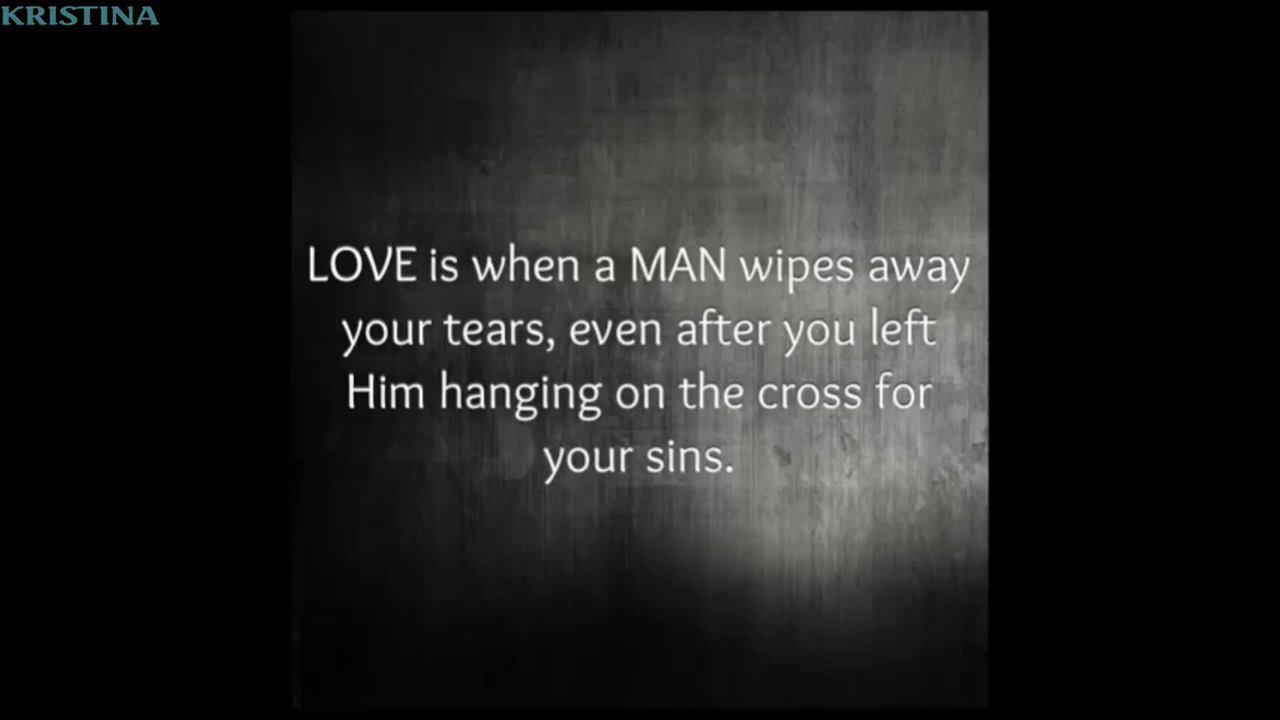 KRISTINA
LOVE is when a MAN wipes away
your tears, even after you left
Him hanging on the cross for
your sins.